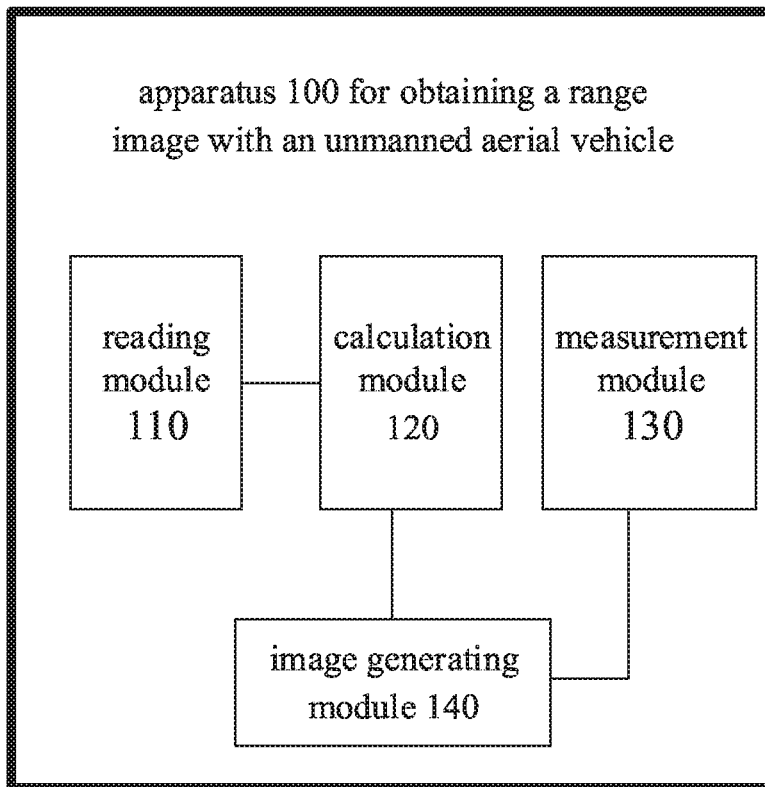 apparatus 100 for obtaining a range
image with an unmanned aerial vehicle
reading
module
110
calculation
module
120
measurement
module
130
image generating
module 140